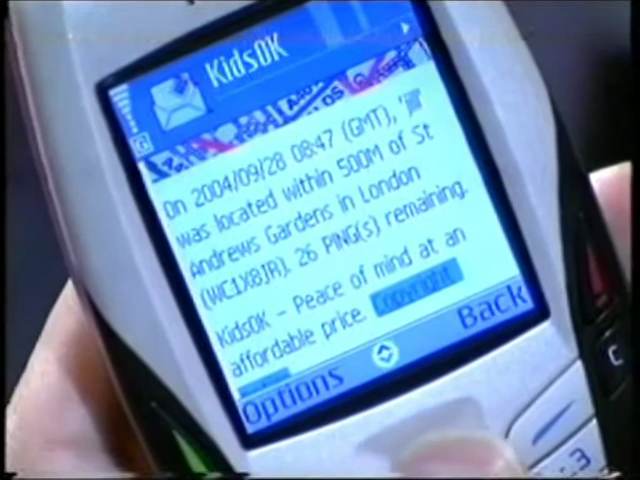 KidsOK
On 2004/09/28 08:47 (GMT), '
was located within 500M of St
Andrews Gardens in London
(WC1X8JR). 26 PING(s) remaining.
KidsOK - Peace of mind at an
affordable price. Copyright
Options
Back
C
3